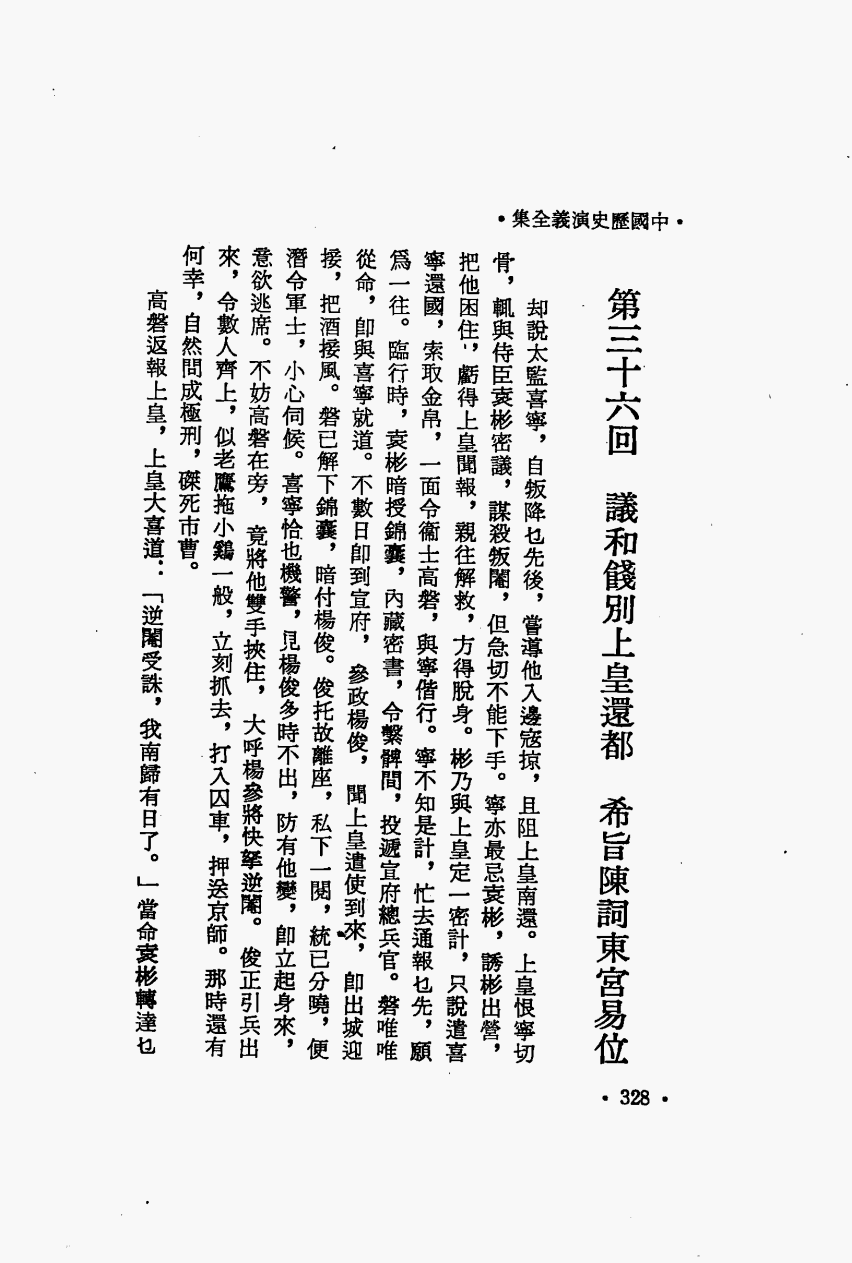 •中國歷史演義全集•
第三十六回　議和餞別上皇還都　希旨陳詞東宮易位
却說太監喜寧，自叛降乜先後，嘗導他入邊寇掠，且阻上皇南還。上皇恨寧切
骨，輒與侍臣袁彬密議，謀殺叛閹，但急切不能下手。寧亦最忌袁彬，誘彬出營，
把他困住，虧得上皇聞報，親往解救，方得脫身。彬乃與上皇定一密計，只說遣喜
寧還國，索取金帛，一面令衞士高磐，與寧偕行。寧不知是計，忙去通報乜先，願
爲一往。臨行時，袁彬暗授錦囊，內藏密書，令繫髀間，投遞宣府總兵官。磐唯唯
從命，卽與喜寧就道。不數日卽到宣府，參政楊俊，聞上皇遣使到來，卽出城迎
接，把酒接風。磐已解下錦囊，暗付楊俊。俊托故離座，私下一閱，統已分曉，便
潛令軍士，小心伺候。喜寧恰也機警，見楊俊多時不出，防有他變，卽立起身來，
意欲逃席。不妨高磐在旁，竟將他雙手挾住，大呼楊參將快拏逆閹。俊正引兵出
來，令數人齊上，似老鷹拖小鷄一般，立刻抓去，打入囚車，押送京師。那時還有
何幸，自然問成極刑，磔死市曹。
高磐返報上皇，上皇大喜道：「逆閹受誅，我南歸有日了。」當命袁彬轉達乜
•328•